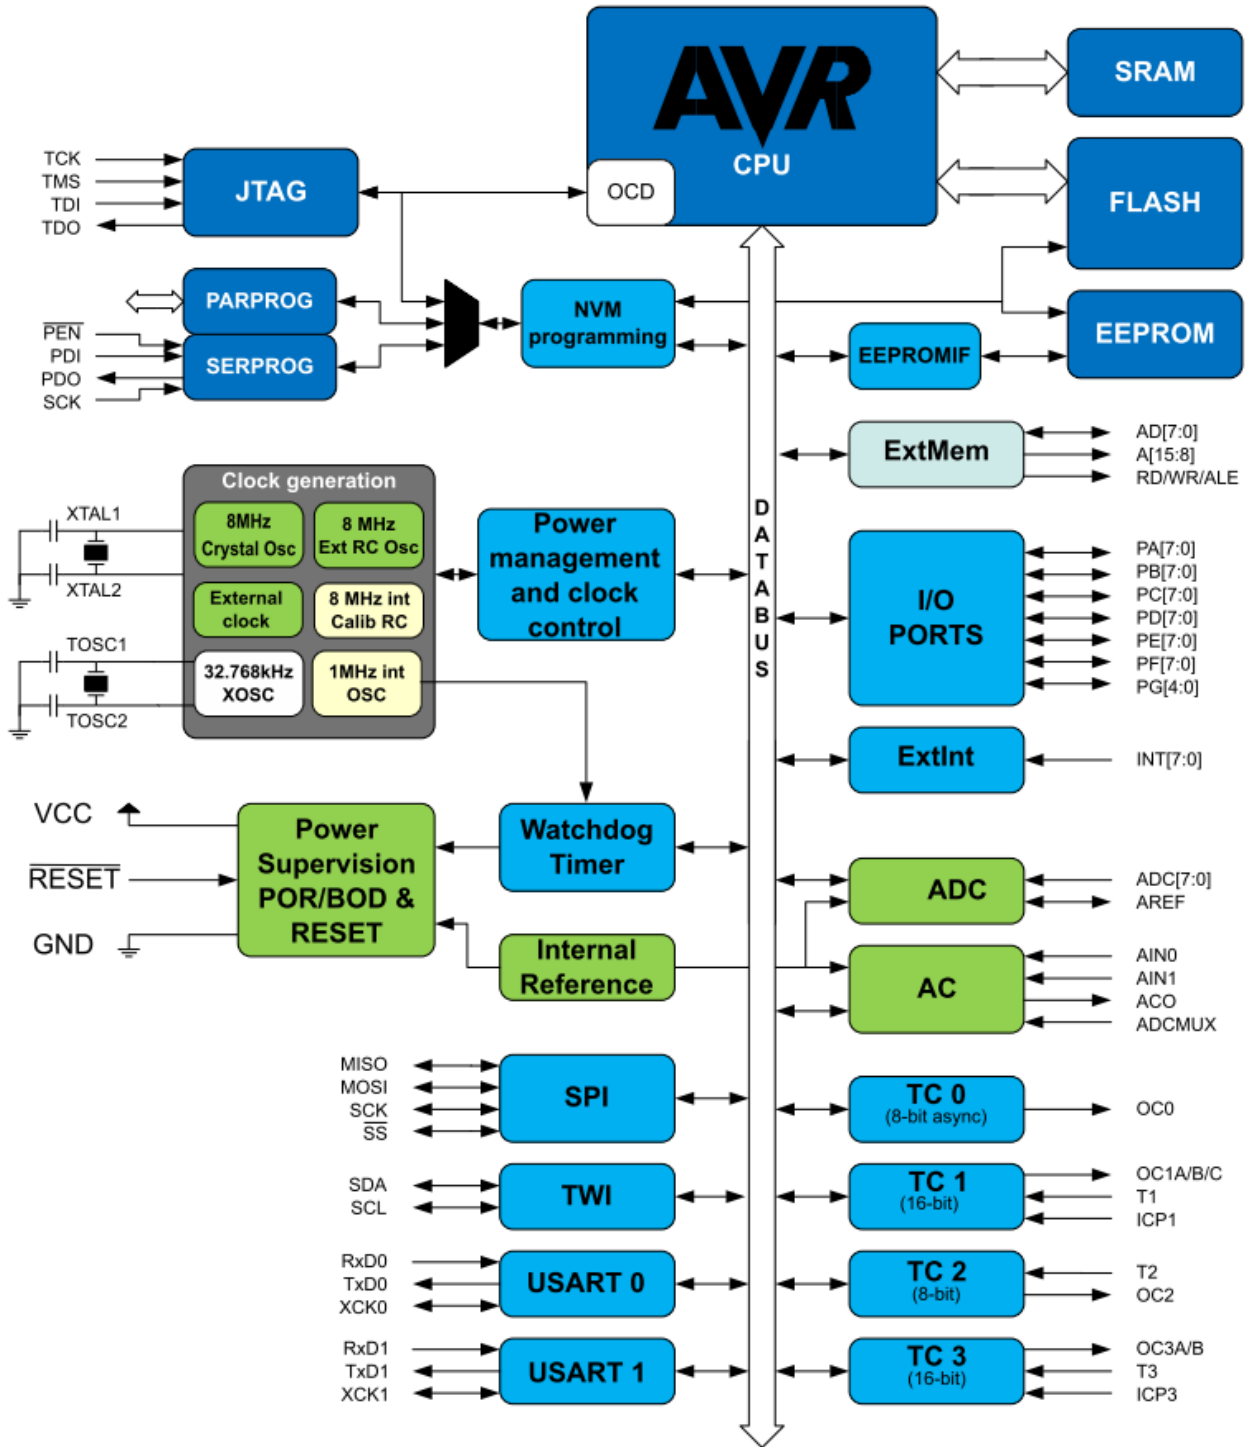 AVR
CPU
OCD
SRAM
FLASH
EEPROM
TCK
TMS
TDI
TDO
JTAG
PARPROG
SERPROG
PEN
PDI
PDO
SCK
NVM
programming
EEPROMIF
ExtMem
AD[7:0]
A[15:8]
RD/WR/ALE
Clock generation
8MHz
Crystal Osc
8 MHz
Ext RC Osc
External
clock
8 MHz int
Calib RC
32.768kHz
XOSC
1MHz int
OSC
XTAL1
XTAL2
TOSC1
TOSC2
Power
management
and clock
control
DATABUS
I/O
PORTS
PA[7:0]
PB[7:0]
PC[7:0]
PD[7:0]
PE[7:0]
PF[7:0]
PG[4:0]
ExtInt
INT[7:0]
VCC
RESET
GND
Power
Supervision
POR/BOD &
RESET
Watchdog
Timer
Internal
Reference
ADC
ADC[7:0]
AREF
AC
AIN0
AIN1
ACO
ADCMUX
MISO
MOSI
SCK
SS
SPI
TC 0
(8-bit async)
OC0
SDA
SCL
TWI
TC 1
(16-bit)
OC1A/B/C
T1
ICP1
RxD0
TxD0
XCK0
USART 0
TC 2
(8-bit)
T2
OC2
RxD1
TxD1
XCK1
USART 1
TC 3
(16-bit)
OC3A/B
T3
ICP3